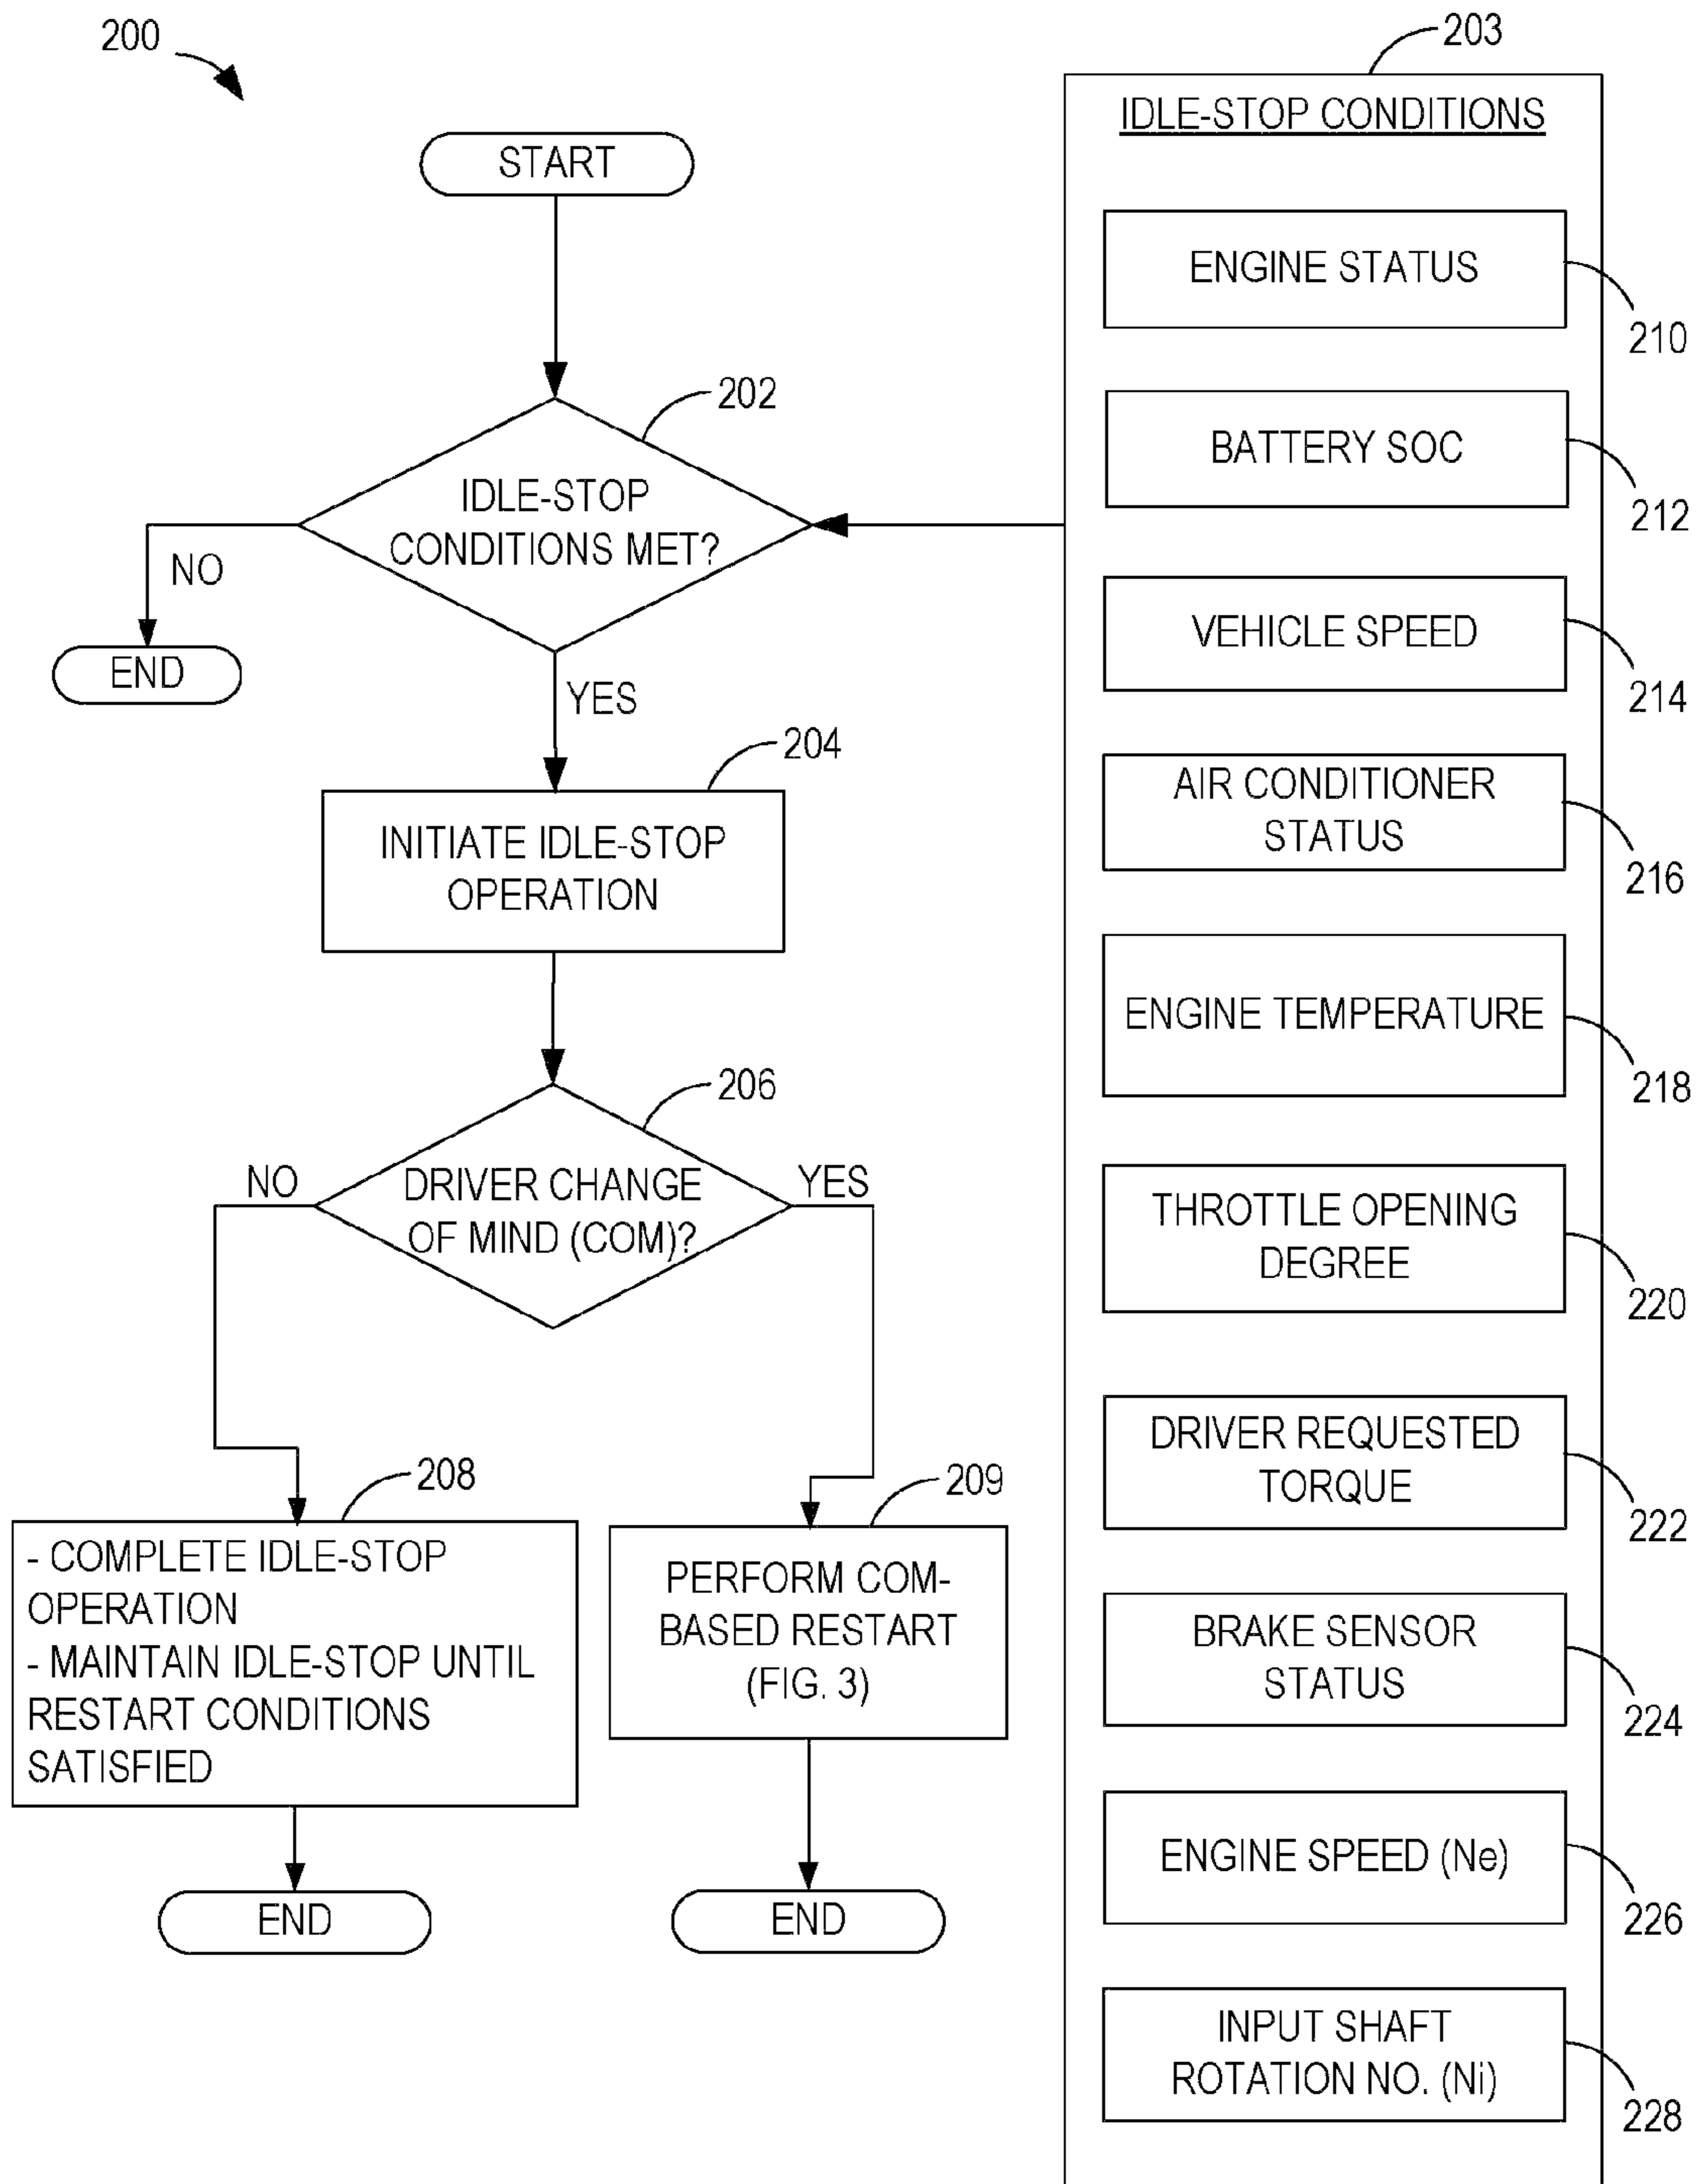 200
START
202
IDLE-STOP
CONDITIONS MET?
NO
END
YES
204
INITIATE IDLE-STOP
OPERATION
206
DRIVER CHANGE
OF MIND (COM)?
NO
YES
208
- COMPLETE IDLE-STOP
OPERATION
- MAINTAIN IDLE-STOP UNTIL
RESTART CONDITIONS
SATISFIED
END
209
PERFORM COM-
BASED RESTART
(FIG. 3)
END
203
IDLE-STOP CONDITIONS
ENGINE STATUS
210
BATTERY SOC
212
VEHICLE SPEED
214
AIR CONDITIONER
STATUS
216
ENGINE TEMPERATURE
218
THROTTLE OPENING
DEGREE
220
DRIVER REQUESTED
TORQUE
222
BRAKE SENSOR
STATUS
224
ENGINE SPEED (Ne)
226
INPUT SHAFT
ROTATION NO. (Ni)
228